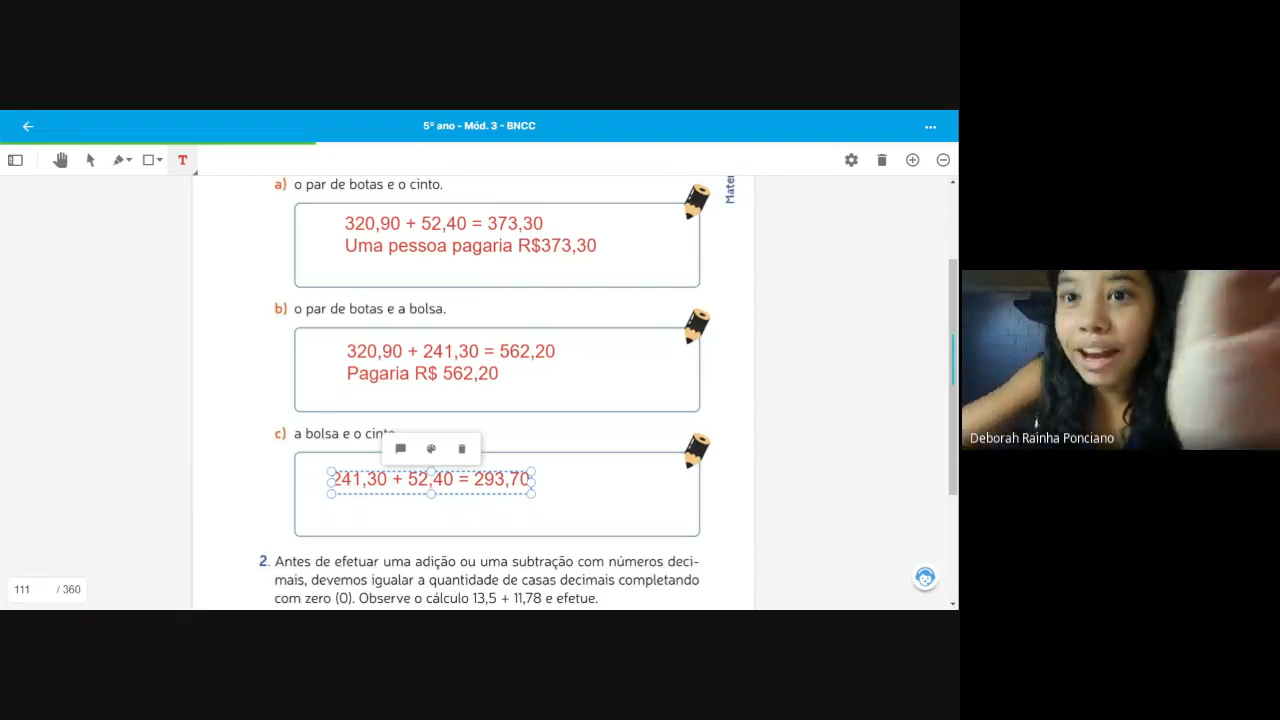 5º ano - Mód. 3 - BNCC
T
Mater
a) o par de botas e o cinto.
320,90 + 52,40 = 373,30
Uma pessoa pagaria R$373,30
b) o par de botas e a bolsa.
320,90 + 241,30 = 562,20
Pagaria R$ 562,20
c) a bolsa e o cinto
241,30 + 52,40 = 293,70
2. Antes de efetuar uma adição ou uma subtração com números deci-
mais, devemos igualar a quantidade de casas decimais completando
com zero (0). Observe o cálculo 13,5 + 11,78 e efetue.
111 / 360
Deborah Rainha Ponciano